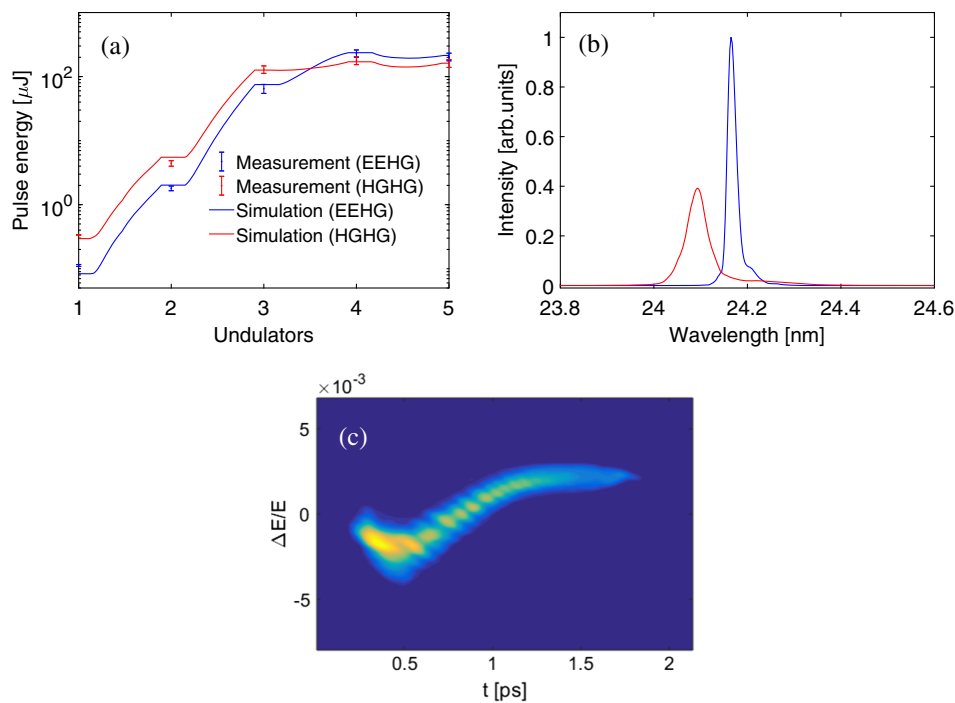 (a)
Pulse energy [μJ]
10^2
10^0
Measurement (EEHG)
Measurement (HGHG)
Simulation (EEHG)
Simulation (HGHG)
1 2 3 4 5
Undulators
(b)
Intensity [arb.units]
1
0.8
0.6
0.4
0.2
0
23.8 24 24.2 24.4 24.6
Wavelength [nm]
×10^-3
(c)
ΔE/E
5
0
-5
0.5 1 1.5 2
t [ps]